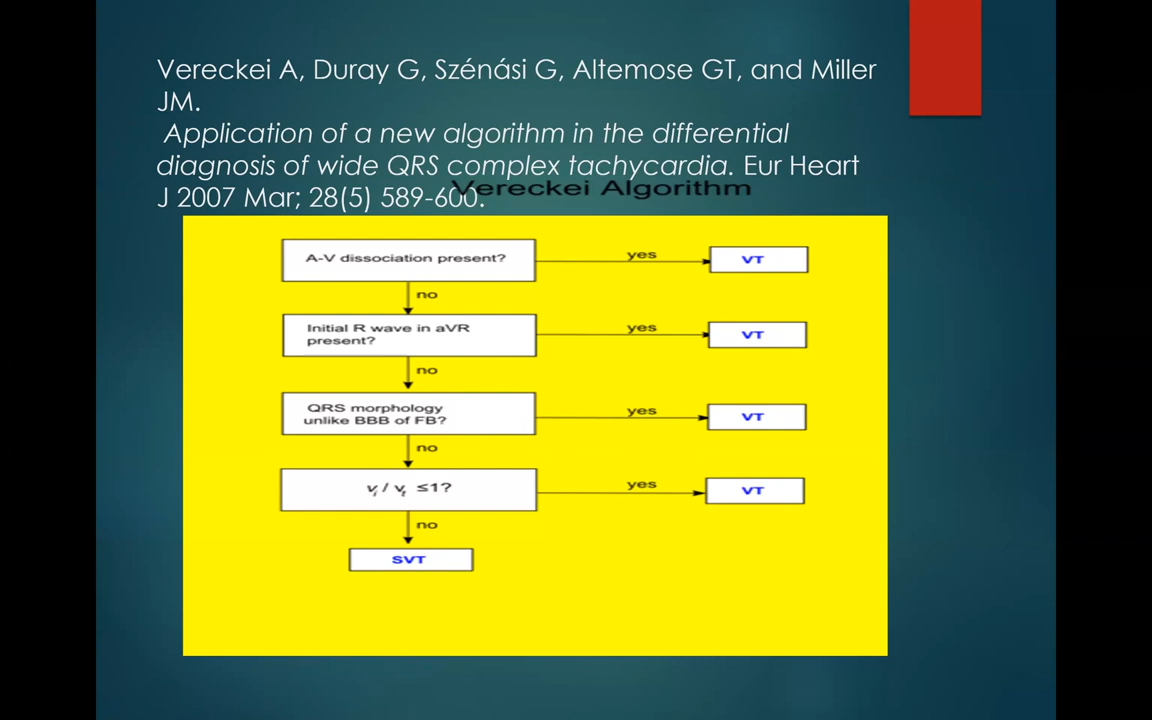 Vereckei A, Duray G, Szénási G, Altemose GT, and Miller
JM.
Application of a new algorithm in the differential
diagnosis of wide QRS complex tachycardia. Eur Heart
J 2007 Mar; 28(5) 589-600.
Vereckei Algorithm
A-V dissociation present?
yes
VT
no
Initial R wave in aVR
present?
yes
VT
no
QRS morphology
unlike BBB of FB?
yes
VT
no
vi / vt ≤1?
yes
VT
no
SVT